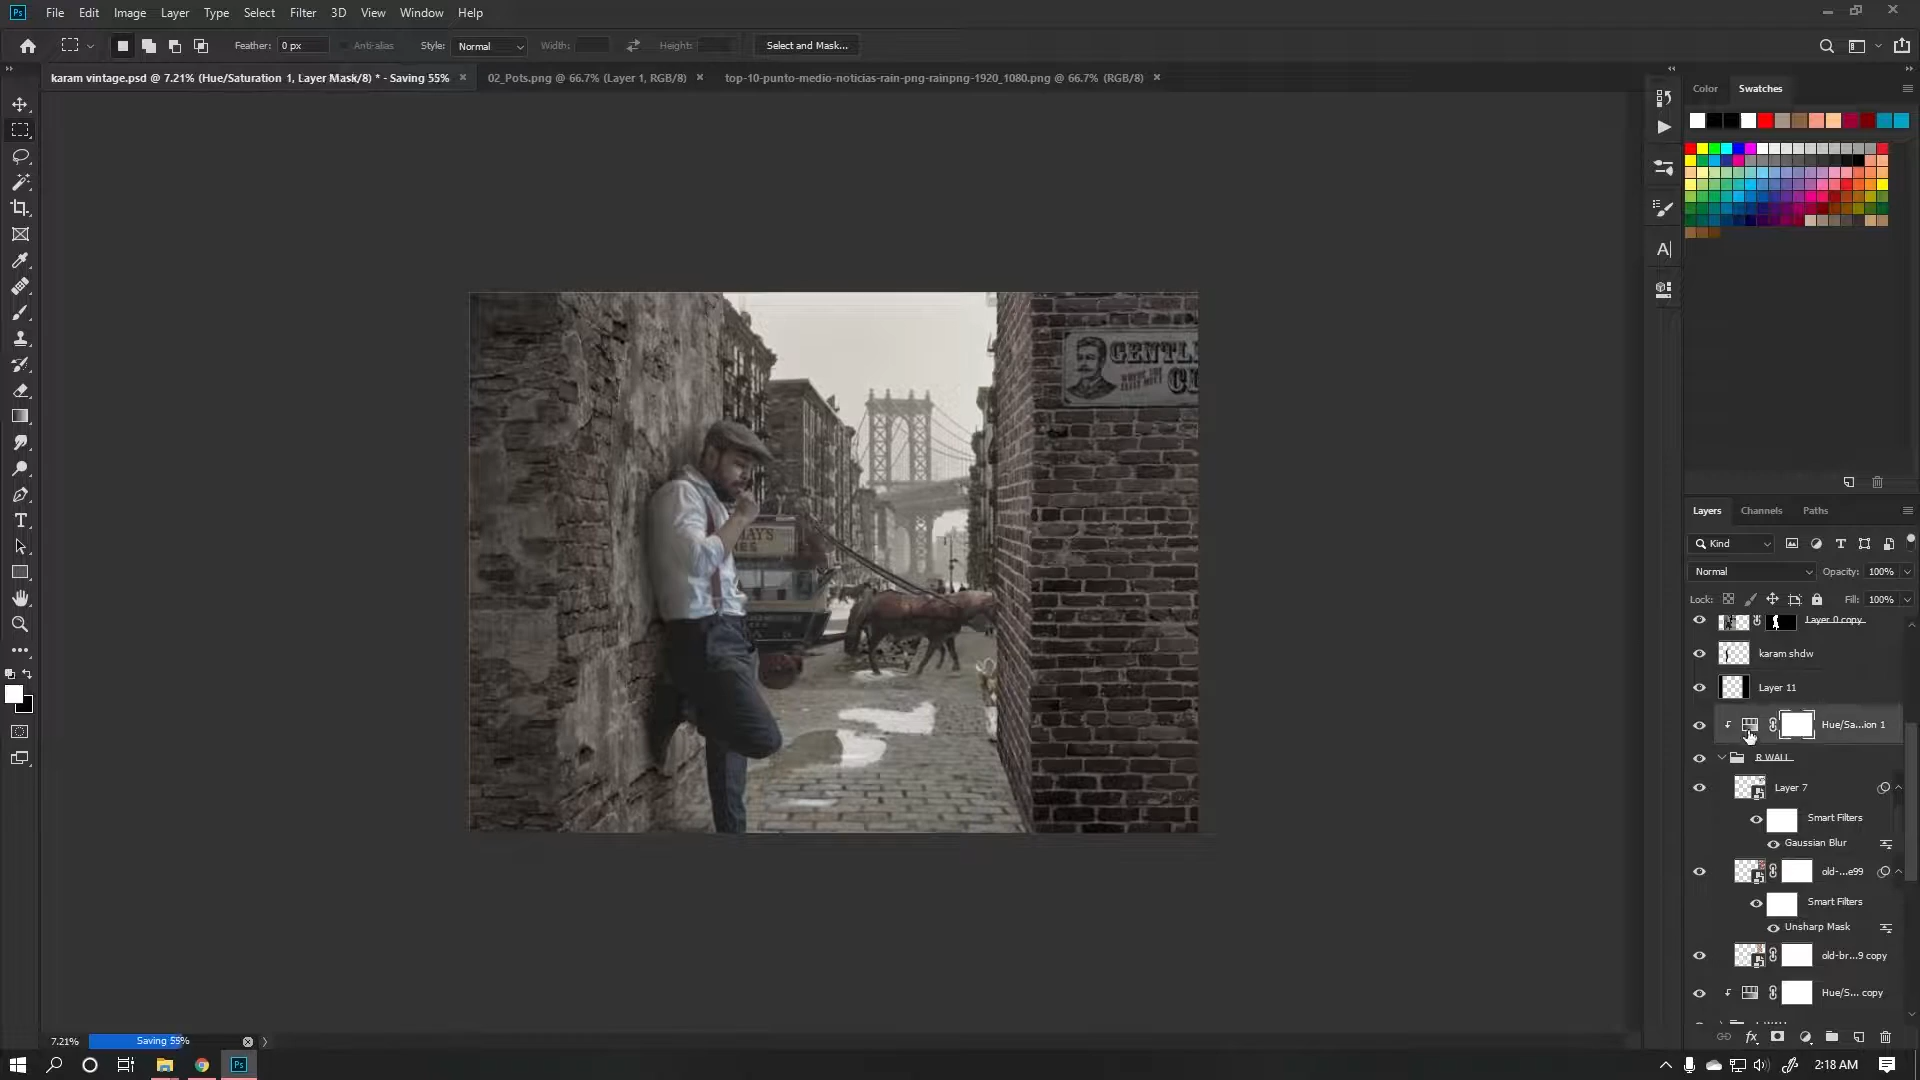 Ps File Edit Image Layer Type Select Filter 3D View Window Help
Feather: 0 px Anti-alias Style: Normal Width: Height: Select and Mask...
karam vintage.psd @ 7.21% (Hue/Saturation 1, Layer Mask/8) * - Saving 55% × 02_Pots.png @ 66.7% (Layer 1, RGB/8) × top-10-punto-medio-noticias-rain-png-rainpng-1920_1080.png @ 66.7% (RGB/8) ×
Color Swatches
GENTL
WHERE THE
C
Layers Channels Paths
Kind
Normal Opacity: 100%
Lock: Fill: 100%
Layer 0 copy
karam shdw
Layer 11
Hue/Sa...ion 1
R WALL
Layer 7
Smart Filters
Gaussian Blur
old-...e99
Smart Filters
Unsharp Mask
old-br...9 copy
Hue/S... copy
7.21% Saving 55%
Ps 2:18 AM